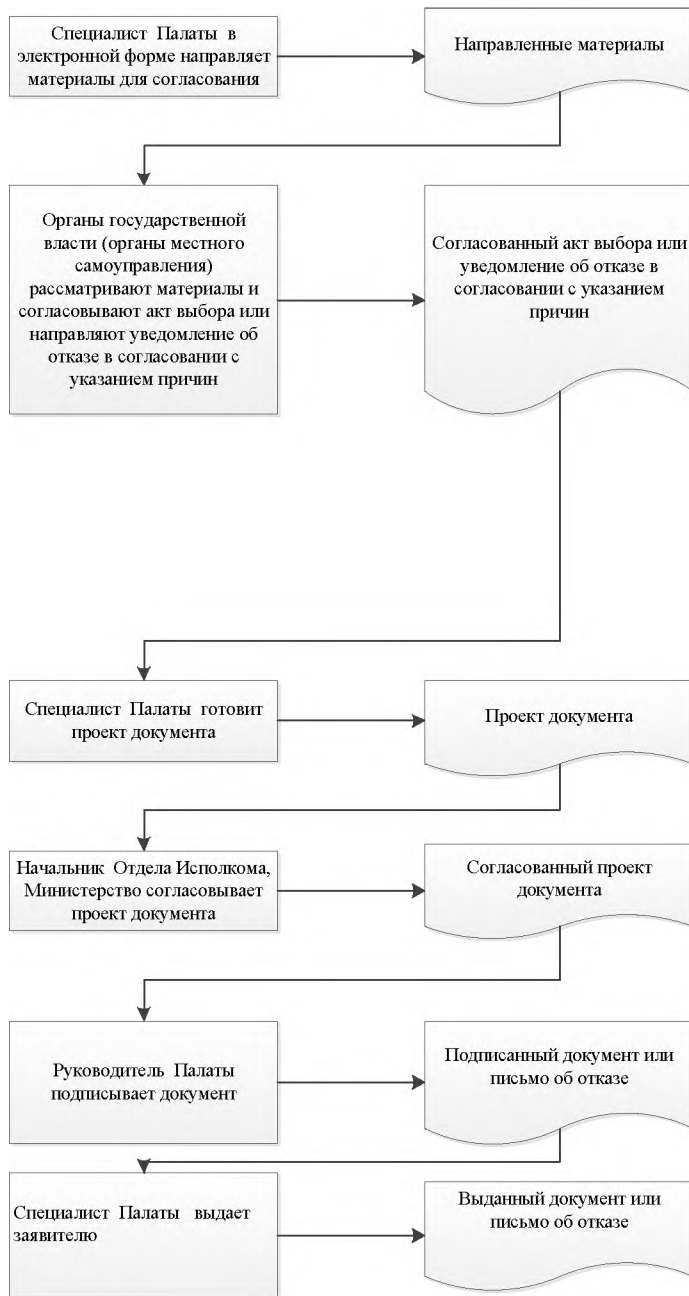 Специалист Палаты в
электронной форме направляет
материалы для согласования
Направленные материалы
Органы государственной
власти (органы местного
самоуправления)
рассматривают материалы и
согласовывают акт выбора или
направляют уведомление об
отказе в согласовании с
указанием причин
Согласованный акт выбора или
уведомление об отказе в
согласовании с указанием
причин
Специалист Палаты готовит
проект документа
Проект документа
Начальник Отдела Исполкома,
Министерство согласовывает
проект документа
Согласованный проект
документа
Руководитель Палаты
подписывает документ
Подписанный документ или
письмо об отказе
Специалист Палаты выдает
заявителю
Выданный документ или
письмо об отказе